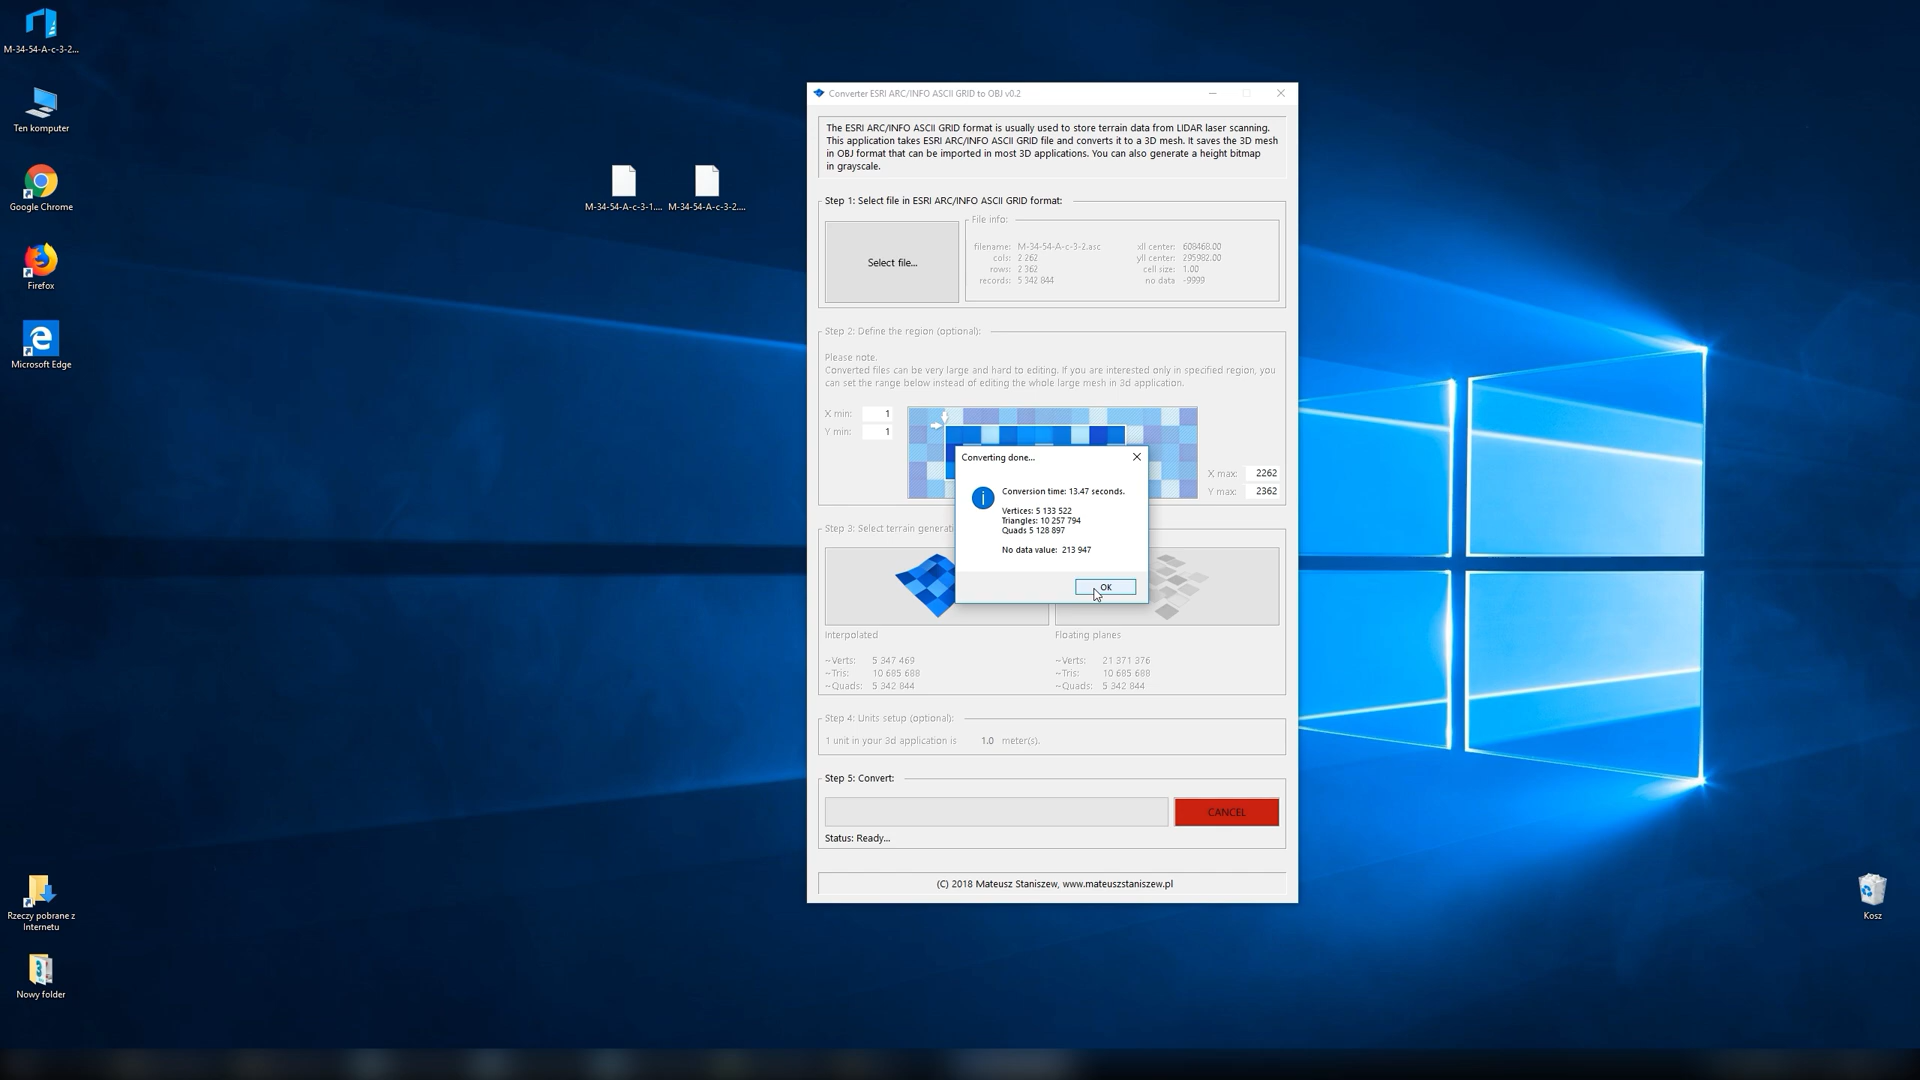 M-34-54-A-c-3-2...
Ten komputer
Google Chrome
Firefox
Microsoft Edge
Rzeczy pobrane z
Internetu
Nowy folder
M-34-54-A-c-3-1....
M-34-54-A-c-3-2....
Converter ESRI ARC/INFO ASCII GRID to OBJ v0.2
The ESRI ARC/INFO ASCII GRID format is usually used to store terrain data from LIDAR laser scanning.
This application takes ESRI ARC/INFO ASCII GRID file and converts it to a 3D mesh. It saves the 3D mesh
in OBJ format that can be imported in most 3D applications. You can also generate a height bitmap
in grayscale.
Step 1: Select file in ESRI ARC/INFO ASCII GRID format:
Select file...
File info:
filename: M-34-54-A-c-3-2.asc xll center: 608468.00
cols: 2 262 yll center: 295982.00
rows: 2 362 cell size: 1.00
records: 5 342 844 no data -9999
Step 2: Define the region (optional):
Please note.
Converted files can be very large and hard to editing. If you are interested only in specified region, you
can set the range below instead of editing the whole large mesh in 3d application.
X min: 1
Y min: 1
X max: 2262
Y max: 2362
Converting done...
Conversion time: 13.47 seconds.
Vertices: 5 133 522
Triangles: 10 257 794
Quads 5 128 897
No data value: 213 947
OK
Step 3: Select terrain generati
Interpolated
~Verts: 5 347 469
~Tris: 10 685 688
~Quads: 5 342 844
Floating planes
~Verts: 21 371 376
~Tris: 10 685 688
~Quads: 5 342 844
Step 4: Units setup (optional):
1 unit in your 3d application is 1.0 meter(s).
Step 5: Convert:
CANCEL
Status: Ready...
(C) 2018 Mateusz Staniszew, www.mateuszstaniszew.pl
Kosz